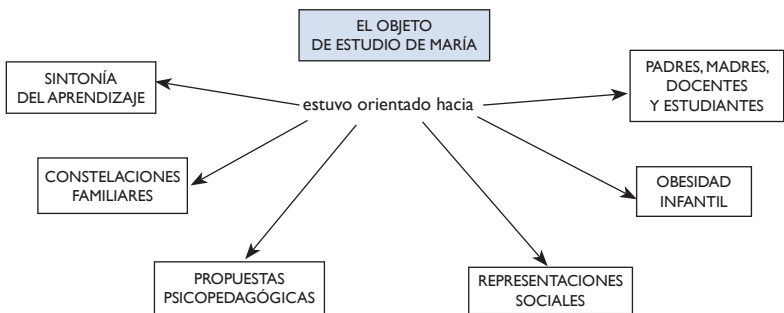 EL OBJETO
DE ESTUDIO DE MARÍA
estuvo orientado hacia
SINTONÍA
DEL APRENDIZAJE
PADRES, MADRES,
DOCENTES
Y ESTUDIANTES
CONSTELACIONES
FAMILIARES
OBESIDAD
INFANTIL
PROPUESTAS
PSICOPEDAGÓGICAS
REPRESENTACIONES
SOCIALES